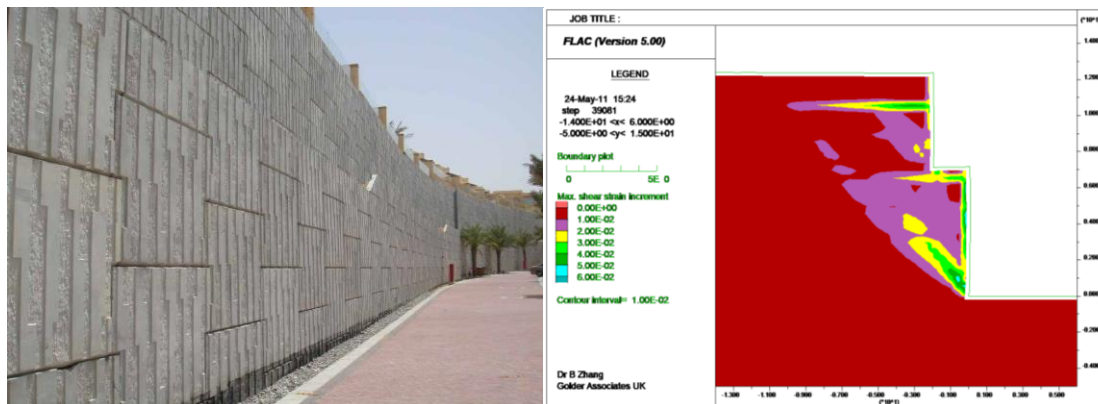 JOB TITLE :
FLAC (Version 5.00)
LEGEND
24-May-11 15:24
step 39081
-1.400E+01 <x< 6.000E+00
-5.000E+00 <y< 1.500E+01
Boundary plot
0 5E 0
Max. shear strain increment
0.00E+00
1.00E-02
2.00E-02
3.00E-02
4.00E-02
5.00E-02
6.00E-02
Contour interval= 1.00E-02
Dr B Zhang
Golder Associates UK
(*10^1)
1.400
1.200
1.000
0.800
0.600
0.400
0.200
0.000
-0.200
-0.400
-1.300 -1.100 -0.900 -0.700 -0.500 -0.300 -0.100 0.100 0.300 0.500
(*10^1)